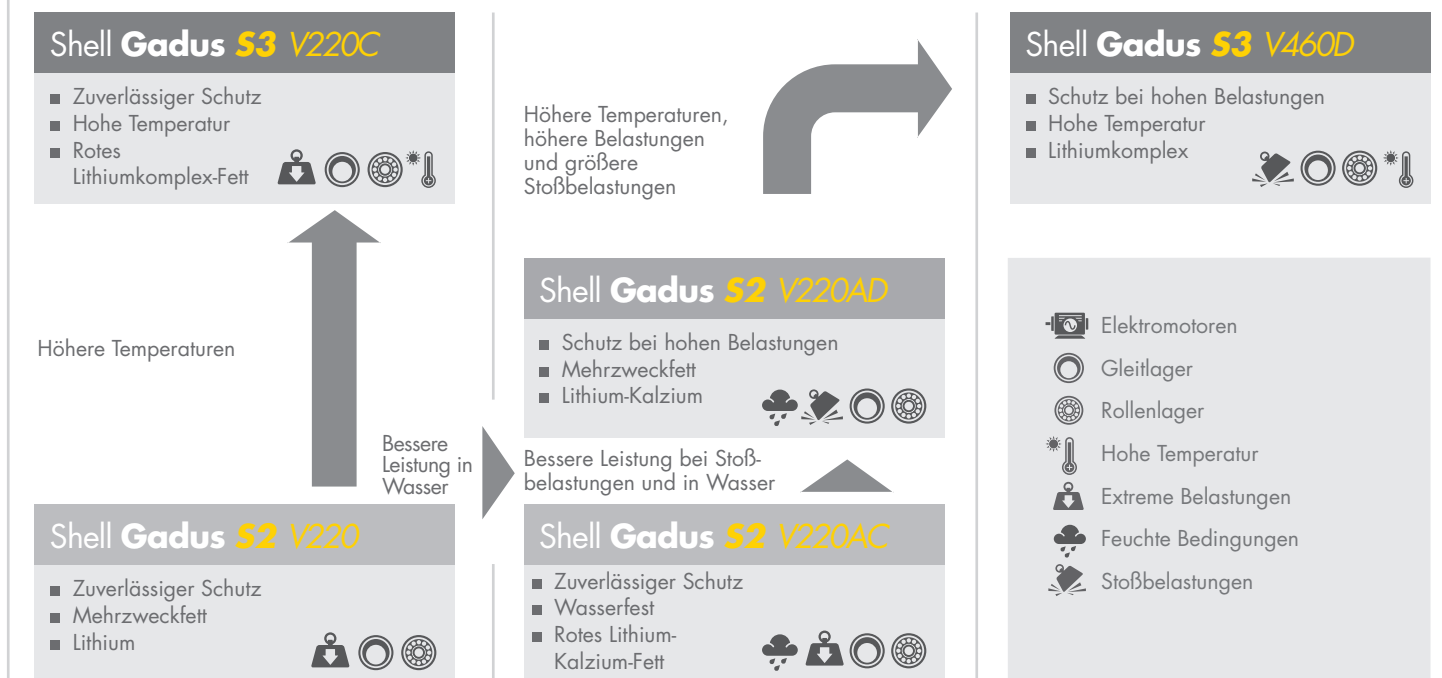 Shell Gadus S3 V220C
Zuverlässiger Schutz
Hohe Temperatur
Rotes
Lithiumkomplex-Fett
Höhere Temperaturen
Bessere
Leistung in
Wasser
Shell Gadus S2 V220
Zuverlässiger Schutz
Mehrzweckfett
Lithium
Höhere Temperaturen,
höhere Belastungen
und größere
Stoßbelastungen
Shell Gadus S2 V220AD
Schutz bei hohen Belastungen
Mehrzweckfett
Lithium-Kalzium
Bessere Leistung bei Stoß-
belastungen und in Wasser
Shell Gadus S2 V220AC
Zuverlässiger Schutz
Wasserfest
Rotes Lithium-
Kalzium-Fett
Shell Gadus S3 V460D
Schutz bei hohen Belastungen
Hohe Temperatur
Lithiumkomplex
Elektromotoren
Gleitlager
Rollenlager
Hohe Temperatur
Extreme Belastungen
Feuchte Bedingungen
Stoßbelastungen